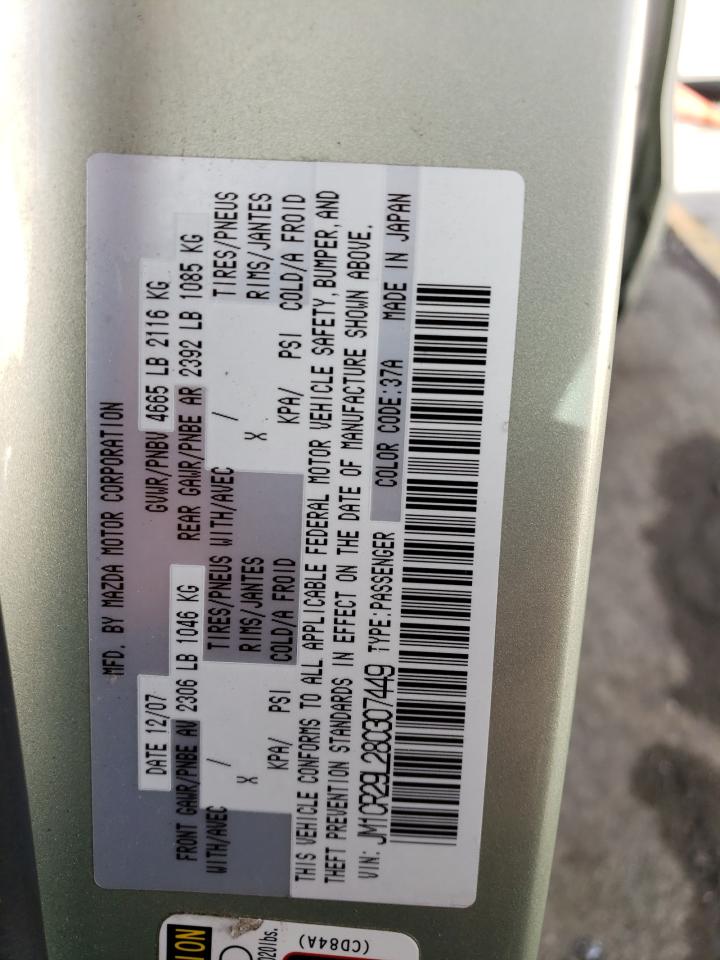 MFD. BY MAZDA MOTOR CORPORATION
DATE 12/07 GVWR/PNBV 4665 LB 2116 KG
FRONT GAWR/PNBE AV 2306 LB 1046 KG REAR GAWR/PNBE AR 2392 LB 1085 KG
WITH/AVEC / TIRES/PNEUS WITH/AVEC / TIRES/PNEUS
X RIMS/JANTES X RIMS/JANTES
KPA/ PSI COLD/A FROID KPA/ PSI COLD/A FROID
THIS VEHICLE CONFORMS TO ALL APPLICABLE FEDERAL MOTOR VEHICLE SAFETY, BUMPER, AND
THEFT PREVENTION STANDARDS IN EFFECT ON THE DATE OF MANUFACTURE SHOWN ABOVE.
VIN: JM1CR29L280307449 TYPE:PASSENGER COLOR CODE:37A MADE IN JAPAN
(CD84A)